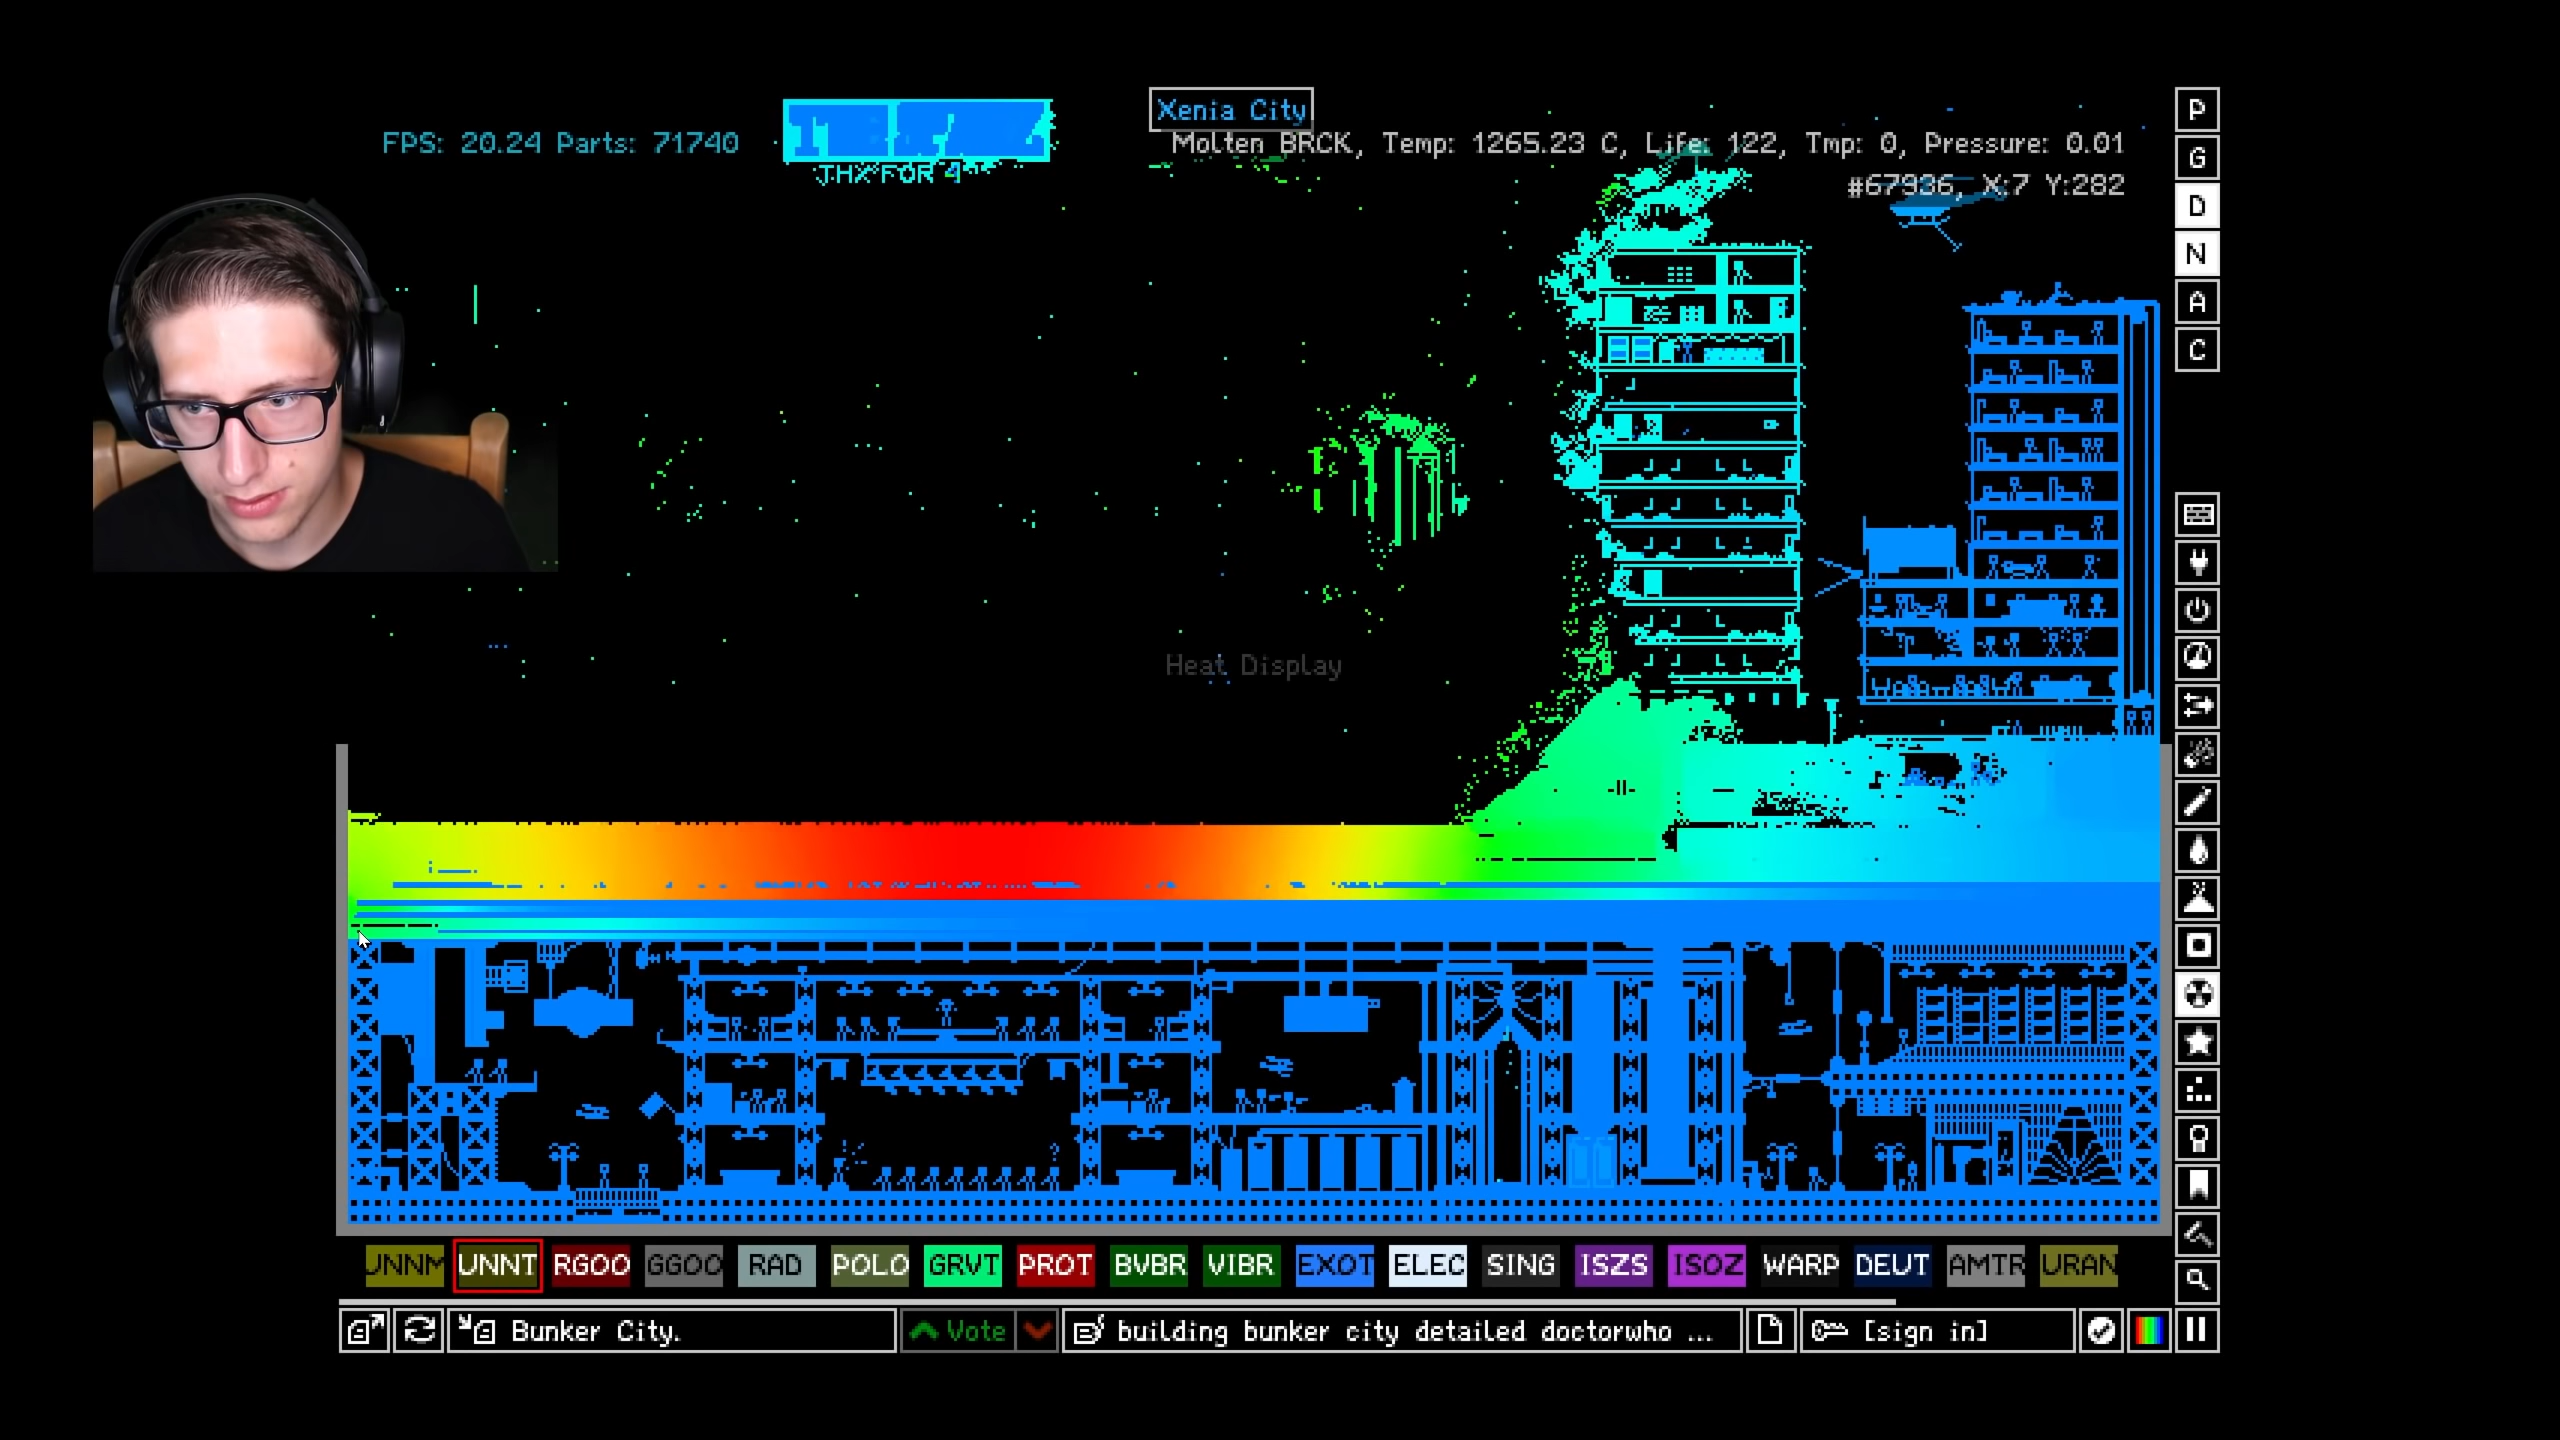 Xenia City
FPS: 20.24 Parts: 71740
Molten BRCK, Temp: 1265.23 C, Life: 122, Tmp: 0, Pressure: 0.01
THX FOR
#67986, X:7 Y:282
P
G
D
N
A
C
Heat Display
UNNM UNNT RGOO GGOO RAD POLO GRVT PROT BVBR VIBR EXOT ELEC SING ISZS ISOZ WARP DEUT AMTR URAN
Bunker City. Vote building bunker city detailed doctorwho ... [sign in]